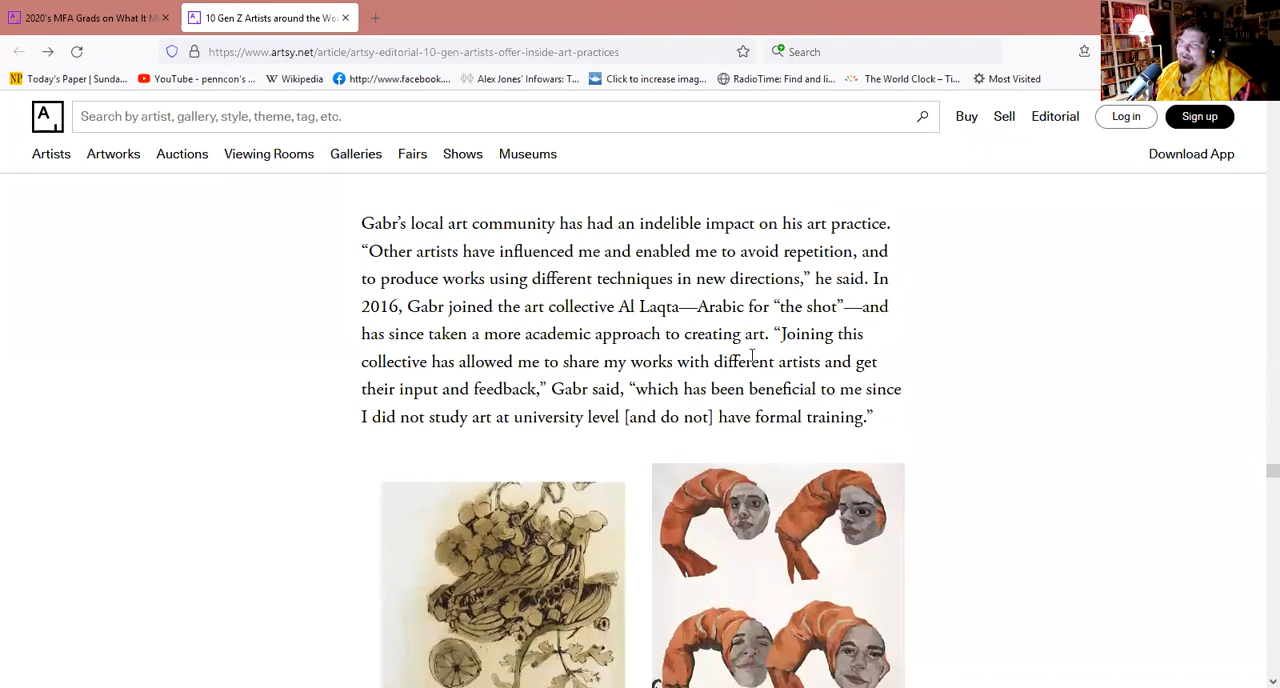 2020's MFA Grads on What It M
10 Gen Z Artists around the Wo
https://www.artsy.net/article/artsy-editorial-10-gen-artists-offer-inside-art-practices
Search
Today's Paper | Sunda...
YouTube - penncon's ...
Wikipedia
http://www.facebook....
Alex Jones' Infowars: T...
Click to increase imag...
RadioTime: Find and li...
The World Clock – Ti...
Most Visited
A
Search by artist, gallery, style, theme, tag, etc.
Buy
Sell
Editorial
Log in
Sign up
Artists
Artworks
Auctions
Viewing Rooms
Galleries
Fairs
Shows
Museums
Download App
Gabr’s local art community has had an indelible impact on his art practice.
“Other artists have influenced me and enabled me to avoid repetition, and
to produce works using different techniques in new directions,” he said. In
2016, Gabr joined the art collective Al Laqta—Arabic for “the shot”—and
has since taken a more academic approach to creating art. “Joining this
collective has allowed me to share my works with different artists and get
their input and feedback,” Gabr said, “which has been beneficial to me since
I did not study art at university level [and do not] have formal training.”